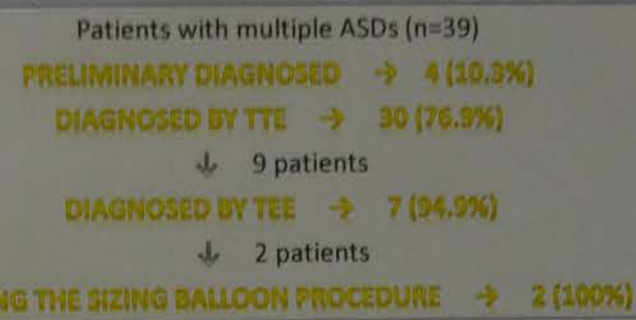 Patients with multiple ASDs (n=39)
PRELIMINARY DIAGNOSED → 4 (10.3%)
DIAGNOSED BY TTE → 30 (76.9%)
↓ 9 patients
DIAGNOSED BY TEE → 7 (94.9%)
↓ 2 patients
THE SIZING BALLOON PROCEDURE → 2 (100%)